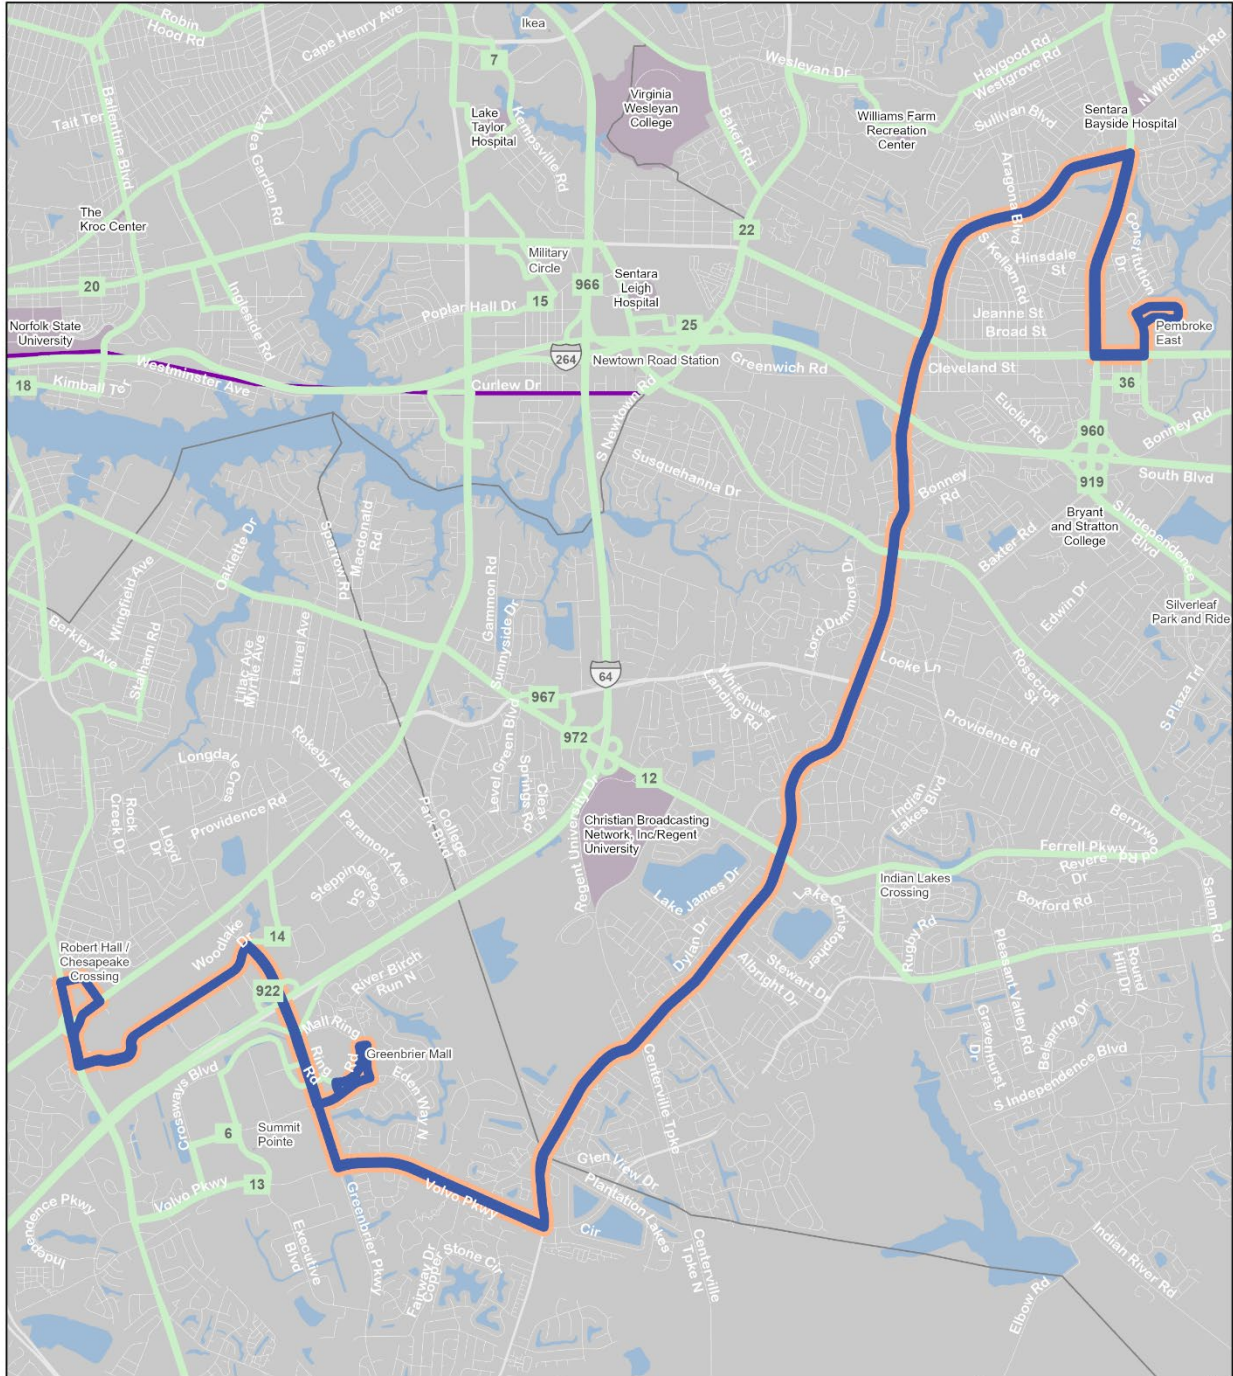 Robin
Hood Rd
Cape Henry Ave
Ikea
7
Wesleyan Dr
Haygood Rd
Westgrove Rd
N Witchduck Rd
Ballentine Blvd
Tait Ter
Azalea Garden Rd
Lake
Taylor
Hospital
Kempsville Rd
Virginia
Wesleyan
College
Baker Rd
Williams Farm
Recreation
Center
Sullivan Blvd
Sentara
Bayside Hospital
The
Kroc Center
Aragona Blvd
22
Constitution
Dr
S Kellam Rd
Hinsdale
St
Military
Circle
966
Sentara
Leigh
Hospital
20
Ingleside Rd
Poplar Hall Dr
15
25
Jeanne St
Broad St
Pembroke
East
Norfolk State
University
264
Newtown Road Station
Greenwich Rd
Cleveland St
18
Kimball Ter
Westminster Ave
Curlew Dr
36
S Newtown Rd
Euclid Rd
960
Bonney Rd
Susquehanna Dr
Bonney
Rd
South Blvd
919
Bryant
and Stratton
College
S Independence
Blvd
Baxter Rd
Oaklette Dr
Sparrow Rd
Macdonald
Rd
Wingfield Ave
Gammon Rd
Sunnyside Dr
Lord Dunmore Dr
Edwin Dr
Silverleaf
Park and Ride
Berkley Ave
Stalham Rd
Lilac Ave
Myrtle Ave
Laurel Ave
Locke Ln
64
Whitehurst
Landing Rd
Rosecroft
St
S Plaza Trl
967
972
Level Green Blvd
Providence Rd
Longdale
Cres
Rokeby Ave
12
Rock
Creek Dr
Lloyd
Dr
Providence Rd
Paramont Ave
College
Park Blvd
Clear
Springs Rd
Regent University Dr
Christian Broadcasting
Network, Inc/Regent
University
Indian
Lakes Blvd
Berrywood Rd
Ferrell Pkwy
Revere
Dr
Steppingstone
Sq
Lake James Dr
Lake
Christopher
Indian Lakes
Crossing
Boxford Rd
Salem Rd
Robert Hall /
Chesapeake
Crossing
Woodlake
Dr
14
Dylan Dr
Rugby Rd
Albright Dr
Stewart Dr
Pleasant Valley Rd
Round
Hill Dr
922
River Birch
Run N
Mall Ring
Rd
Ring
Rd
Greenbrier Mall
Eden Way N
Centerville
Tpke
Gravenhurst
Dr
Bellspring Dr
S Independence Blvd
Crossways Blvd
6
Summit
Pointe
Glen View Dr
13
Volvo Pkwy
Volvo Pkwy
Greenbrier Pkwy
Plantation Lakes
Cir
Independence Pkwy
Executive
Blvd
Fairway Dr
Copper
Stone Cir
Centerville
Tpke N
Elbow Rd
Indian River Rd